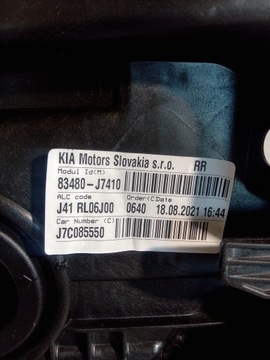 KIA Motors Slovakia s.r.o. RR
Modul Id(M)
83480-J7410
ALC code Order(C)Date
J41 RL06J00 0640 18.08.2021 16:44
Car Number (C)
J7C085550